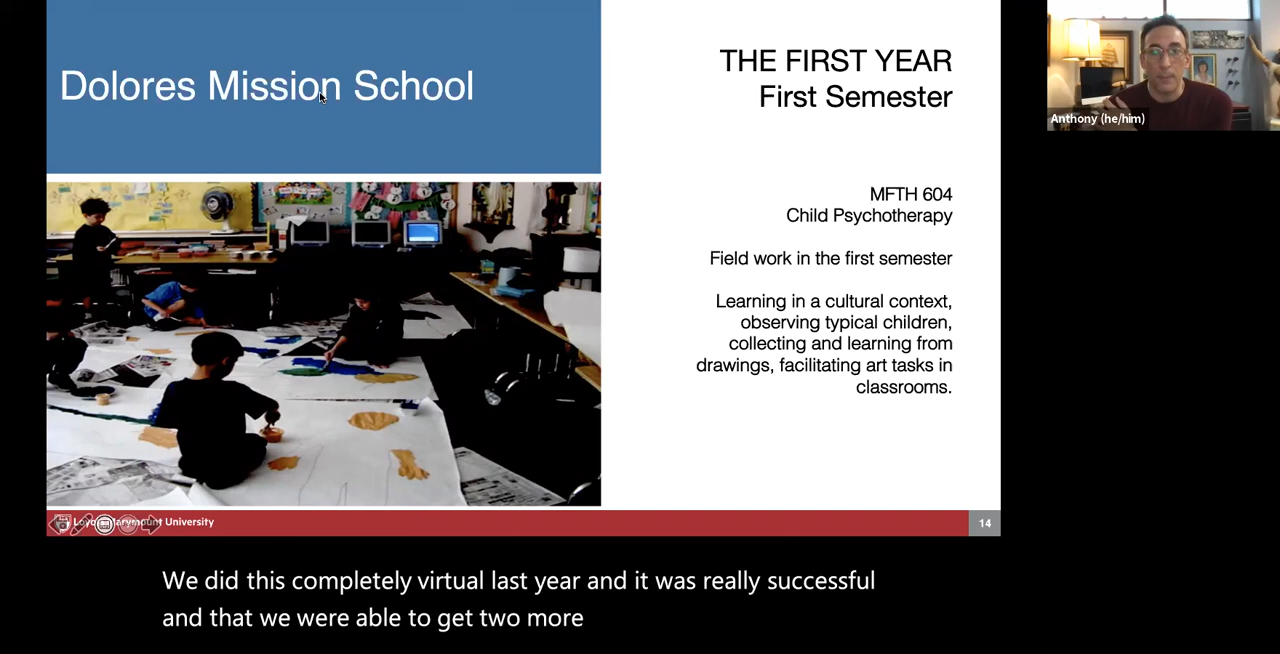 Dolores Mission School
THE FIRST YEAR
First Semester
MFTH 604
Child Psychotherapy
Field work in the first semester
Learning in a cultural context,
observing typical children,
collecting and learning from
drawings, facilitating art tasks in
classrooms.
Anthony (he/him)
Loyola Marymount University
14
We did this completely virtual last year and it was really successful
and that we were able to get two more